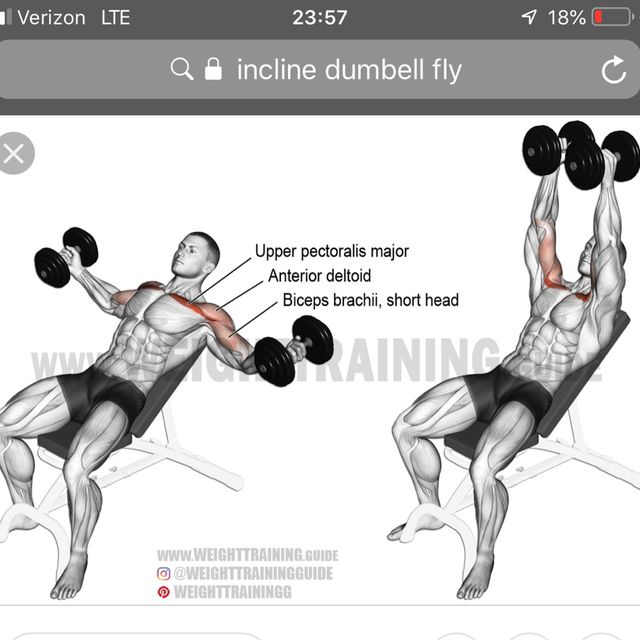 Verizon LTE 23:57 18%
incline dumbell fly
Upper pectoralis major
Anterior deltoid
Biceps brachii, short head
WWW.WEIGHTTRAINING.GUIDE
WWW.WEIGHTTRAINING.GUIDE
@WEIGHTTRAININGGUIDE
WEIGHTTRAININGG